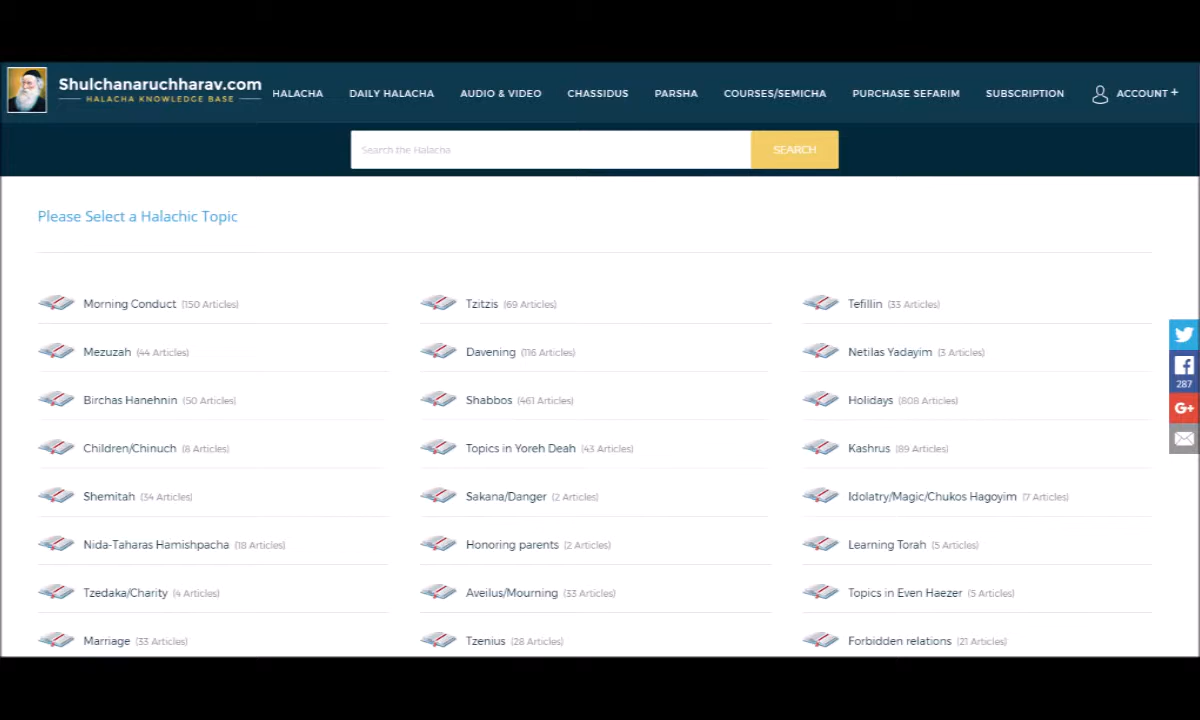 Shulchanaruchharav.com
HALACHA KNOWLEDGE BASE
HALACHA DAILY HALACHA AUDIO & VIDEO CHASSIDUS PARSHA COURSES/SEMICHA PURCHASE SEFARIM SUBSCRIPTION ACCOUNT +
Search the Halacha SEARCH
Please Select a Halachic Topic
Morning Conduct (150 Articles) Tzitzis (69 Articles) Tefillin (33 Articles)
Mezuzah (44 Articles) Davening (116 Articles) Netilas Yadayim (3 Articles)
Birchas Hanehnin (50 Articles) Shabbos (461 Articles) Holidays (808 Articles)
287
G+
Children/Chinuch (8 Articles) Topics in Yoreh Deah (43 Articles) Kashrus (89 Articles)
Shemitah (34 Articles) Sakana/Danger (2 Articles) Idolatry/Magic/Chukos Hagoyim (7 Articles)
Nida-Taharas Hamishpacha (18 Articles) Honoring parents (2 Articles) Learning Torah (5 Articles)
Tzedaka/Charity (4 Articles) Aveilus/Mourning (33 Articles) Topics in Even Haezer (5 Articles)
Marriage (33 Articles) Tzenius (28 Articles) Forbidden relations (21 Articles)